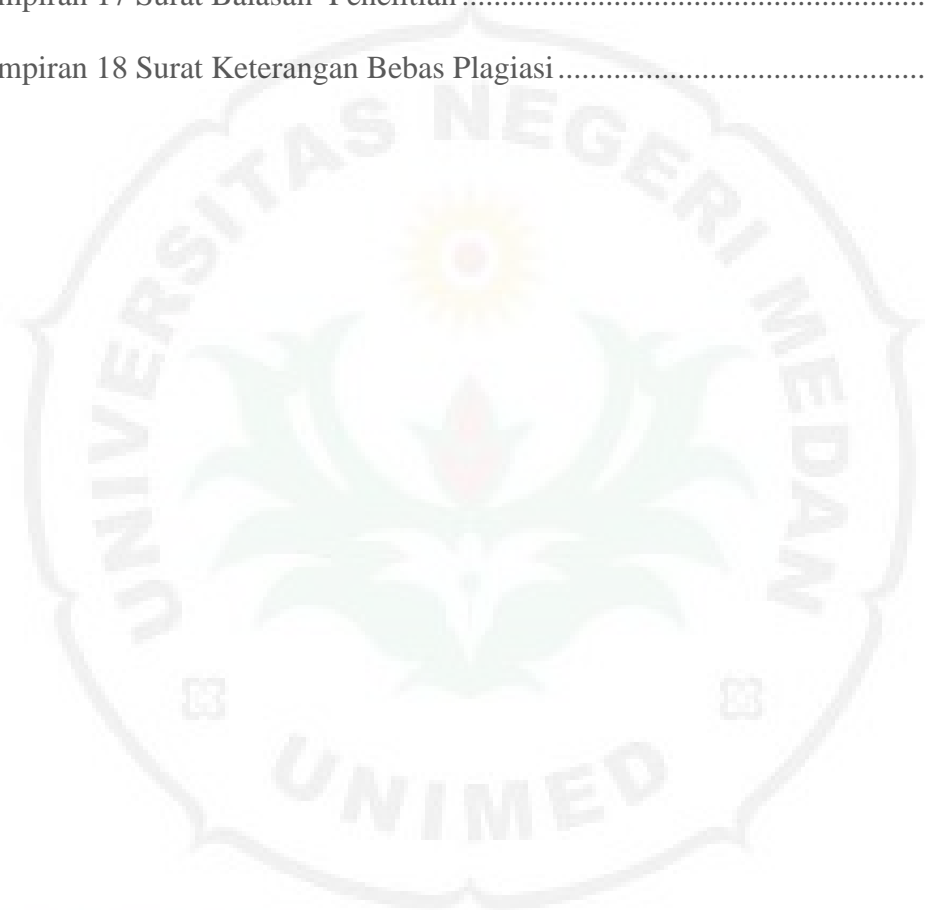 mpiran 17 Surat Balasan Penelitian.............................................................
mpiran 18 Surat Keterangan Bebas Plagiasi.............................................
UNIVERSITAS NEGERI MEDAN
UNIMED